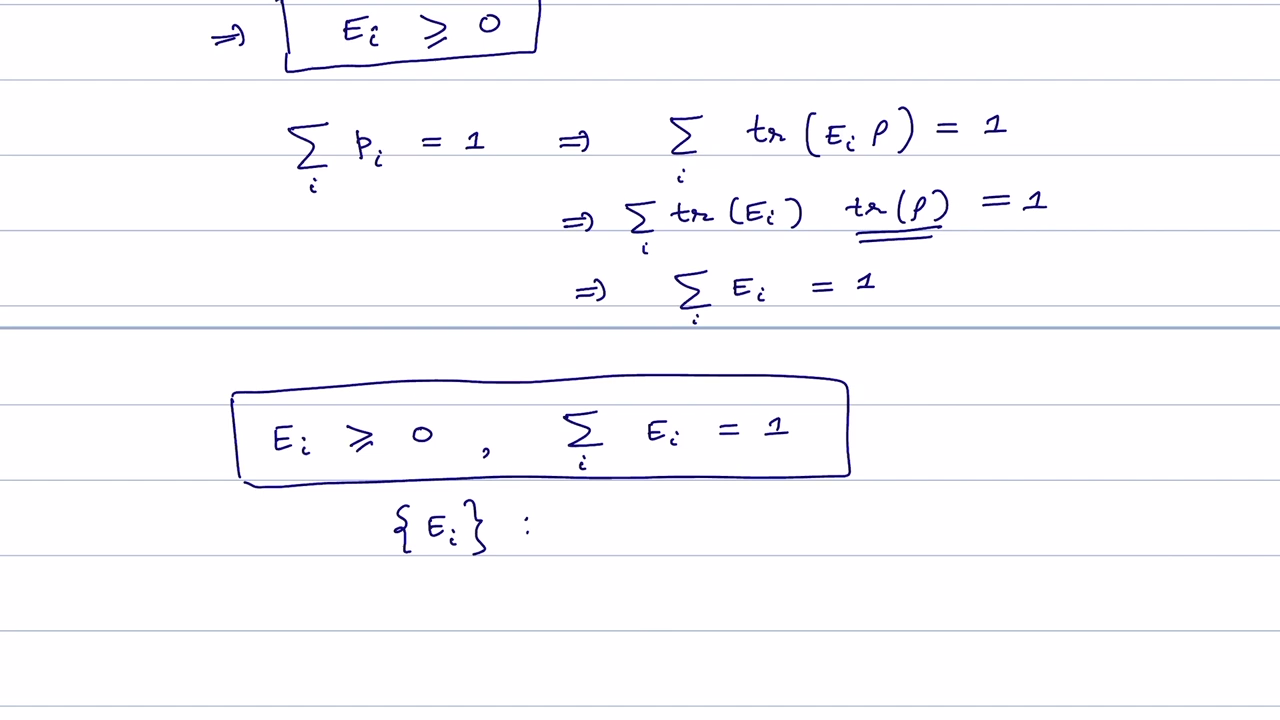 ⇒ Eᵢ ⩾ 0
∑ᵢ pᵢ = 1 ⇒ ∑ᵢ tr (Eᵢ ρ) = 1
⇒ ∑ᵢ tr (Eᵢ) tr(ρ) = 1
⇒ ∑ᵢ Eᵢ = 1
Eᵢ ⩾ 0 , ∑ᵢ Eᵢ = 1
{Eᵢ} :